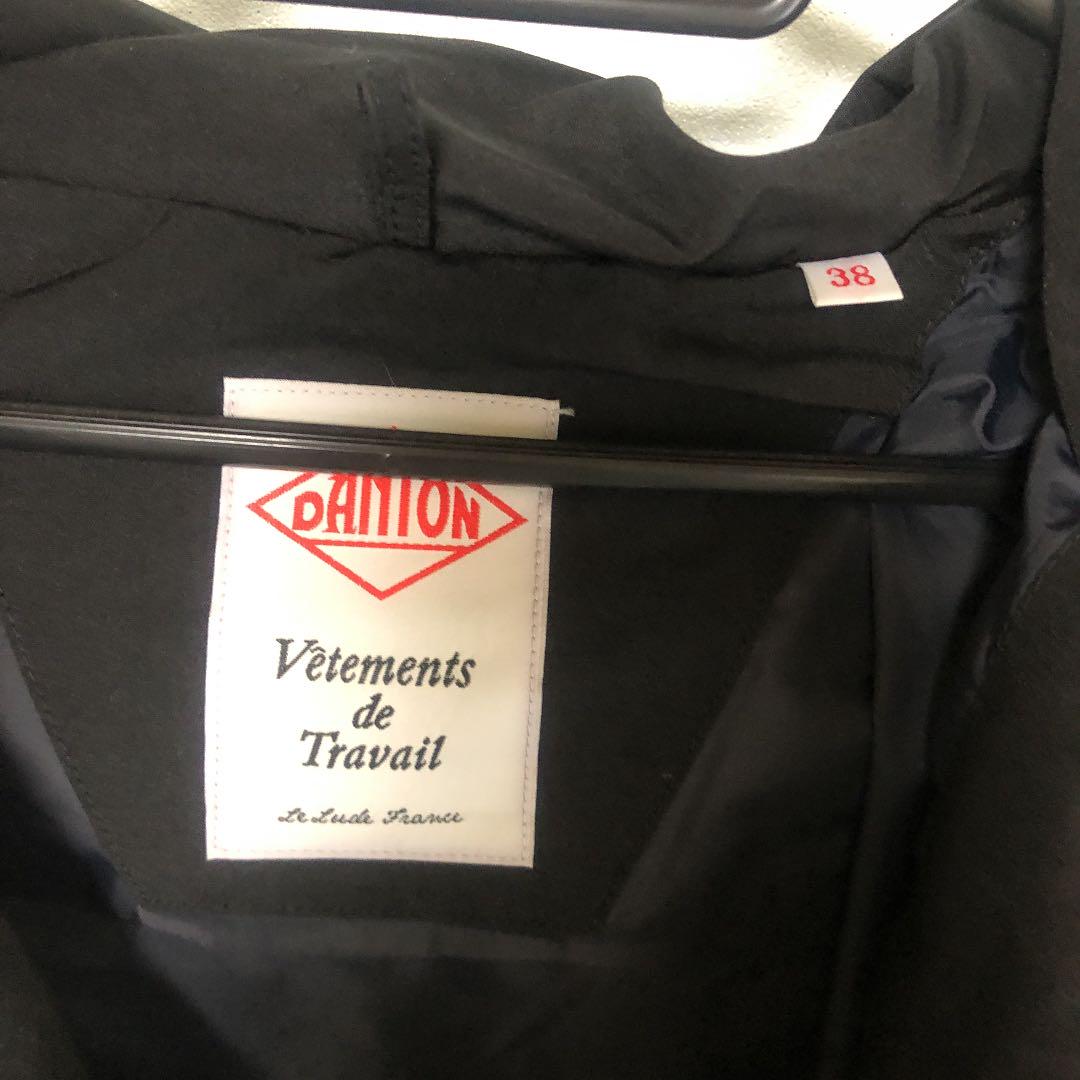 38
DANTON
Vêtements
de
Travail
Le Lude France